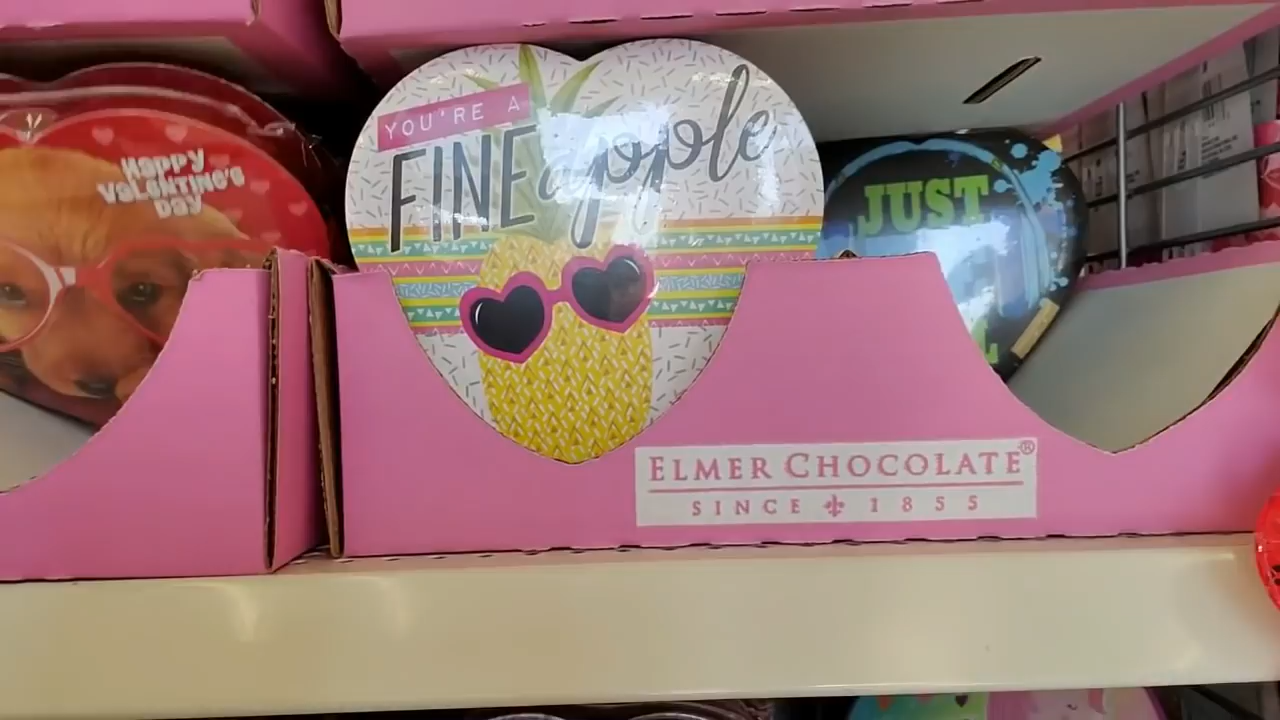 Happy
Valentine's
Day
YOU'RE A
FINEapple
JUST
ELMER CHOCOLATE®
SINCE ⚜ 1855